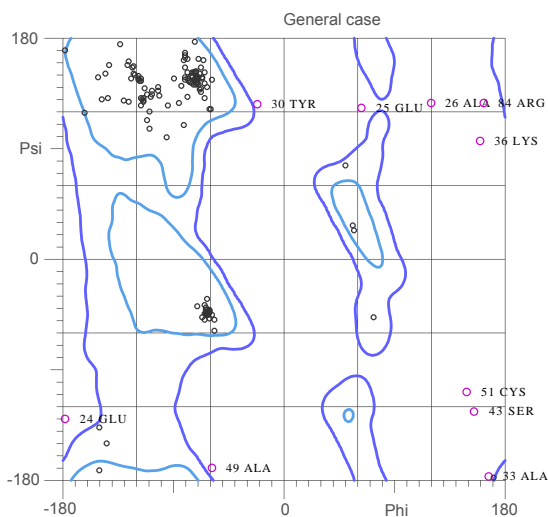 General case
180
30 TYR
25 GLU
26 ALA
84 ARG
36 LYS
Psi
0
51 CYS
43 SER
24 GLU
49 ALA
33 ALA
-180
-180
0
Phi
180